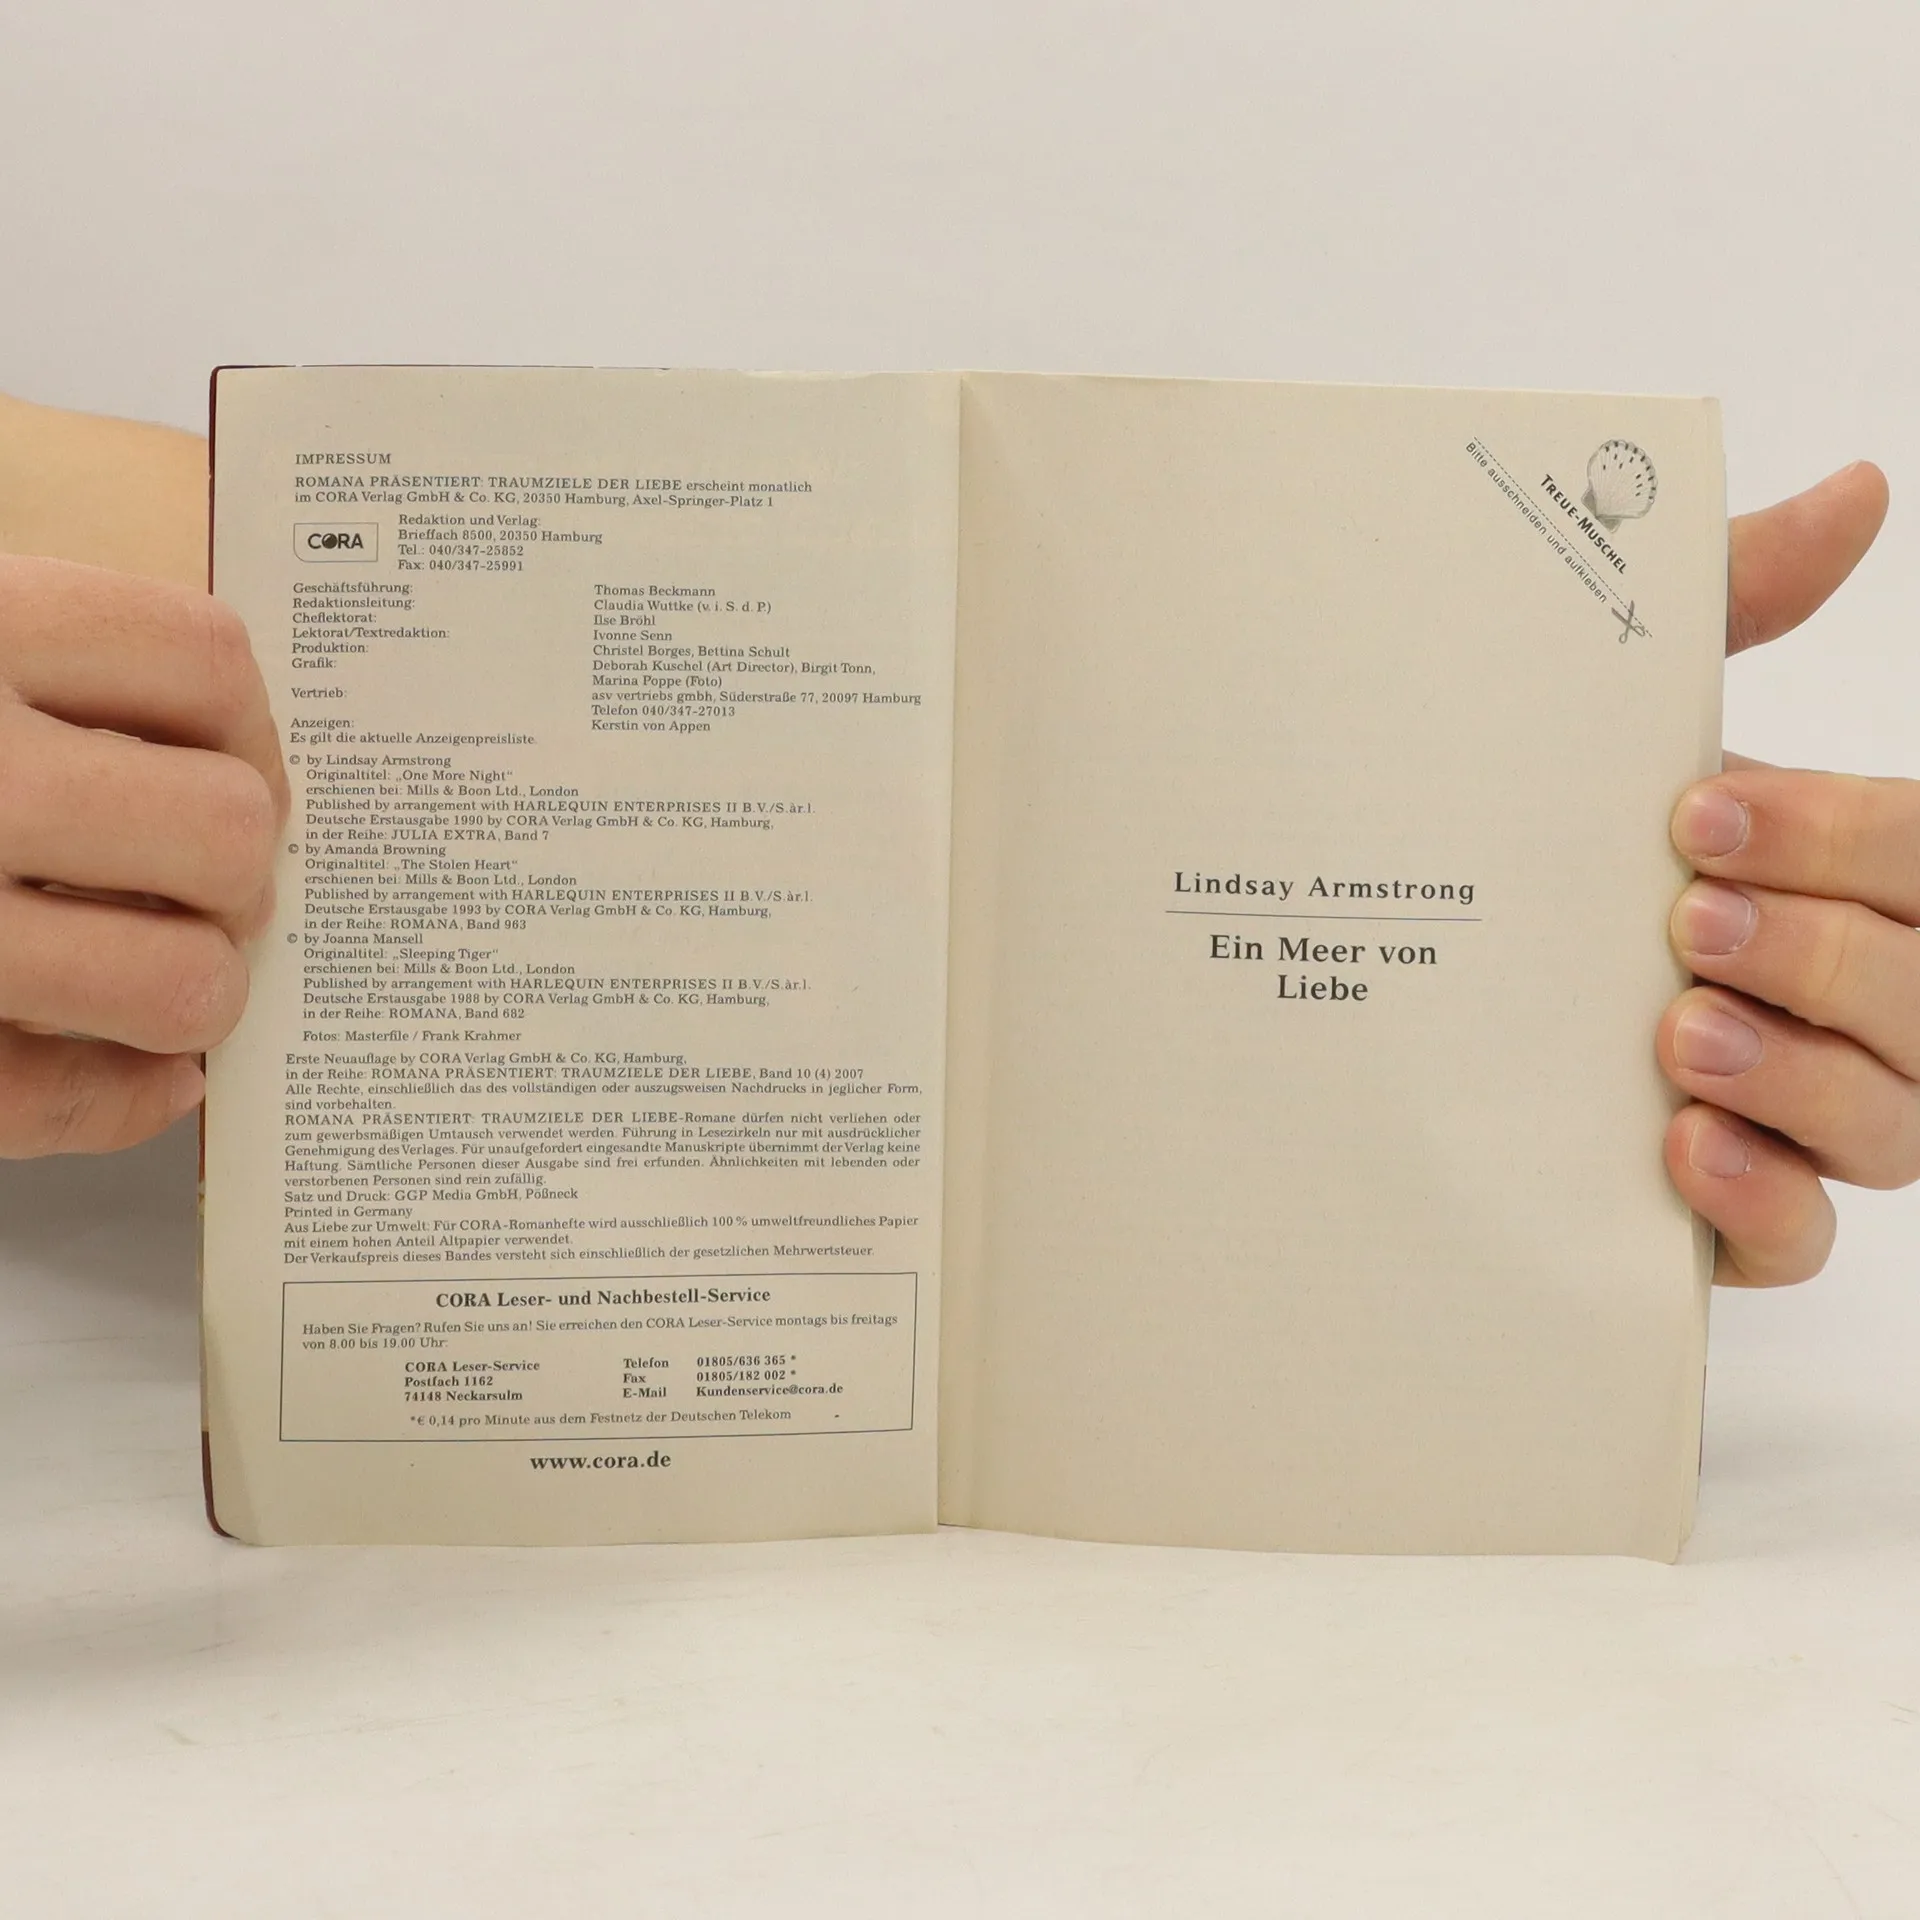 IMPRESSUM
ROMANA PRÄSENTIERT: TRAUMZIELE DER LIEBE erscheint monatlich
im CORA Verlag GmbH & Co. KG, 20350 Hamburg, Axel-Springer-Platz 1
CORA
Redaktion und Verlag:
Brieffach 8500, 20350 Hamburg
Tel.: 040/347-25852
Fax: 040/347-25991
Geschäftsführung: Thomas Beckmann
Redaktionsleitung: Claudia Wuttke (v. i. S. d. P.)
Cheflektorat: Ilse Bröhl
Lektorat/Textredaktion: Ivonne Senn
Produktion: Christel Borges, Bettina Schult
Grafik: Deborah Kuschel (Art Director), Birgit Tonn,
Marina Poppe (Foto)
Vertrieb: asv vertriebs gmbh, Süderstraße 77, 20097 Hamburg
Telefon 040/347-27013
Anzeigen: Kerstin von Appen
Es gilt die aktuelle Anzeigenpreisliste.
© by Lindsay Armstrong
Originaltitel: „One More Night“
erschienen bei: Mills & Boon Ltd., London
Published by arrangement with HARLEQUIN ENTERPRISES II B.V./S.àr.l.
Deutsche Erstausgabe 1990 by CORA Verlag GmbH & Co. KG, Hamburg,
in der Reihe: JULIA EXTRA, Band 7
© by Amanda Browning
Originaltitel: „The Stolen Heart“
erschienen bei: Mills & Boon Ltd., London
Published by arrangement with HARLEQUIN ENTERPRISES II B.V./S.àr.l.
Deutsche Erstausgabe 1993 by CORA Verlag GmbH & Co. KG, Hamburg,
in der Reihe: ROMANA, Band 963
© by Joanna Mansell
Originaltitel: „Sleeping Tiger“
erschienen bei: Mills & Boon Ltd., London
Published by arrangement with HARLEQUIN ENTERPRISES II B.V./S.àr.l.
Deutsche Erstausgabe 1988 by CORA Verlag GmbH & Co. KG, Hamburg,
in der Reihe: ROMANA, Band 682
Fotos: Masterfile / Frank Krahmer
Erste Neuauflage by CORA Verlag GmbH & Co. KG, Hamburg,
in der Reihe: ROMANA PRÄSENTIERT: TRAUMZIELE DER LIEBE, Band 10 (4) 2007
Alle Rechte, einschließlich das des vollständigen oder auszugsweisen Nachdrucks in jeglicher Form,
sind vorbehalten.
ROMANA PRÄSENTIERT: TRAUMZIELE DER LIEBE-Romane dürfen nicht verliehen oder
zum gewerbsmäßigen Umtausch verwendet werden. Führung in Lesezirkeln nur mit ausdrücklicher
Genehmigung des Verlages. Für unaufgefordert eingesandte Manuskripte übernimmt der Verlag keine
Haftung. Sämtliche Personen dieser Ausgabe sind frei erfunden. Ähnlichkeiten mit lebenden oder
verstorbenen Personen sind rein zufällig.
Satz und Druck: GGP Media GmbH, Pößneck
Printed in Germany
Aus Liebe zur Umwelt: Für CORA-Romanhefte wird ausschließlich 100 % umweltfreundliches Papier
mit einem hohen Anteil Altpapier verwendet.
Der Verkaufspreis dieses Bandes versteht sich einschließlich der gesetzlichen Mehrwertsteuer.
CORA Leser- und Nachbestell-Service
Haben Sie Fragen? Rufen Sie uns an! Sie erreichen den CORA Leser-Service montags bis freitags
von 8.00 bis 19.00 Uhr:
CORA Leser-Service Telefon 01805/636 365 *
Postfach 1162 Fax 01805/182 002 *
74148 Neckarsulm E-Mail Kundenservice@cora.de
*€ 0,14 pro Minute aus dem Festnetz der Deutschen Telekom
www.cora.de
TREUE-MUSCHEL
Bitte ausschneiden und aufkleben
Lindsay Armstrong
Ein Meer von
Liebe